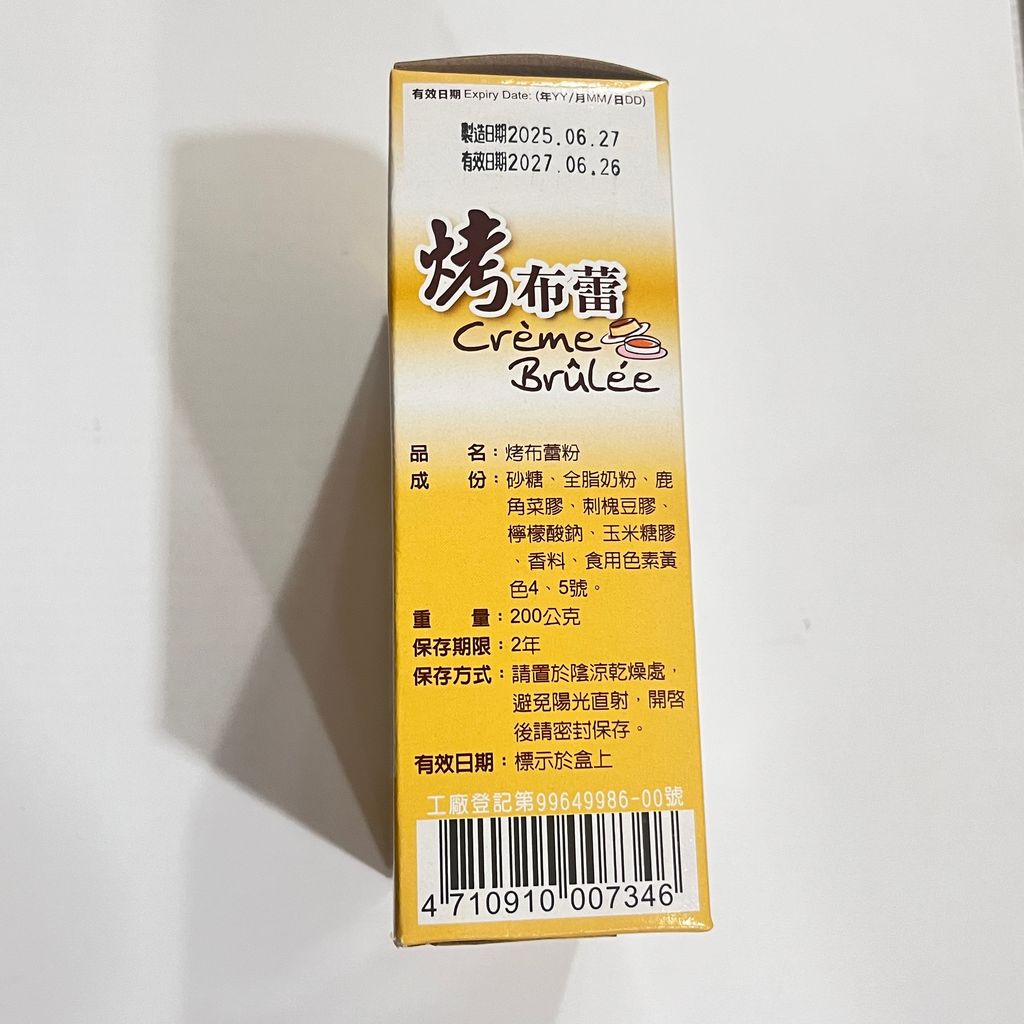 有效日期 Expiry Date: (年YY/月MM/日DD)
製造日期2025.06.27
有效日期2027.06.26
烤布蕾
Crème
Brûlée
品名：烤布蕾粉
成份：砂糖、全脂奶粉、鹿
角菜膠、刺槐豆膠、
檸檬酸鈉、玉米糖膠
、香料、食用色素黃
色4、5號。
重量：200公克
保存期限：2年
保存方式：請置於陰涼乾燥處，
避免陽光直射，開啓
後請密封保存。
有效日期：標示於盒上
工廠登記第99649986-00號
4 710910 007346